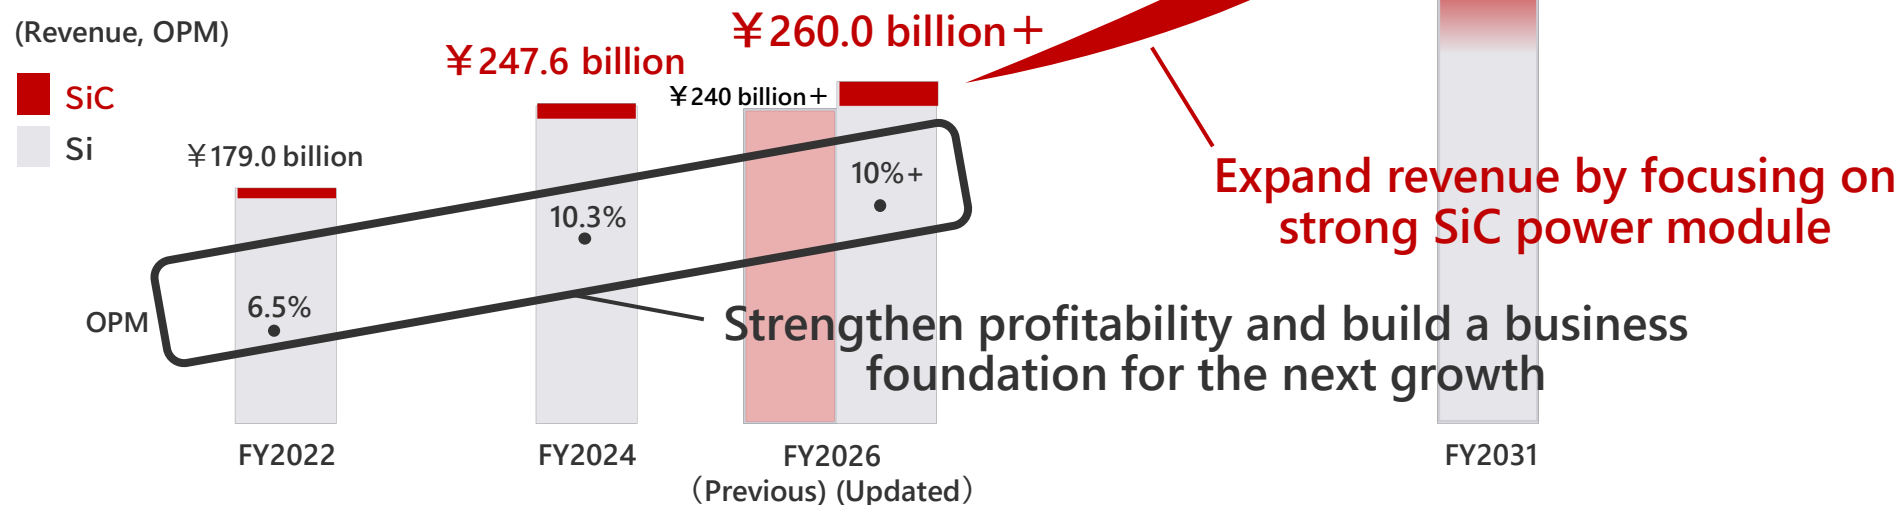 (Revenue, OPM)
SiC
Si
￥179.0 billion
￥247.6 billion
￥260.0 billion＋
￥240 billion＋
OPM
6.5%
10.3%
10%+
Expand revenue by focusing on
strong SiC power module
Strengthen profitability and build a business
foundation for the next growth
FY2022
FY2024
FY2026
（Previous) (Updated）
FY2031